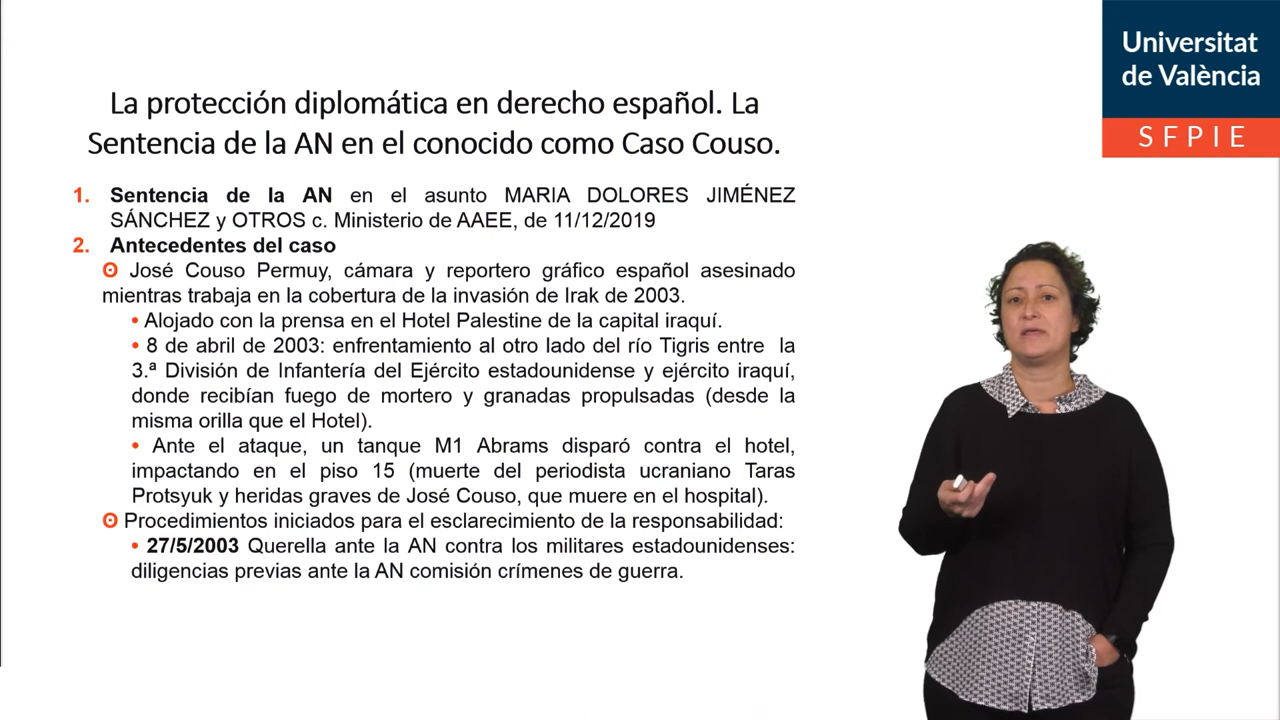 Universitat
de València
SFPIE
La protección diplomática en derecho español. La
Sentencia de la AN en el conocido como Caso Couso.
1. Sentencia de la AN en el asunto MARIA DOLORES JIMÉNEZ
SÁNCHEZ y OTROS c. Ministerio de AAEE, de 11/12/2019
2. Antecedentes del caso
ʘ José Couso Permuy, cámara y reportero gráfico español asesinado
mientras trabaja en la cobertura de la invasión de Irak de 2003.
• Alojado con la prensa en el Hotel Palestine de la capital iraquí.
• 8 de abril de 2003: enfrentamiento al otro lado del río Tigris entre la
3.ª División de Infantería del Ejército estadounidense y ejército iraquí,
donde recibían fuego de mortero y granadas propulsadas (desde la
misma orilla que el Hotel).
• Ante el ataque, un tanque M1 Abrams disparó contra el hotel,
impactando en el piso 15 (muerte del periodista ucraniano Taras
Protsyuk y heridas graves de José Couso, que muere en el hospital).
ʘ Procedimientos iniciados para el esclarecimiento de la responsabilidad:
• 27/5/2003 Querella ante la AN contra los militares estadounidenses:
diligencias previas ante la AN comisión crímenes de guerra.